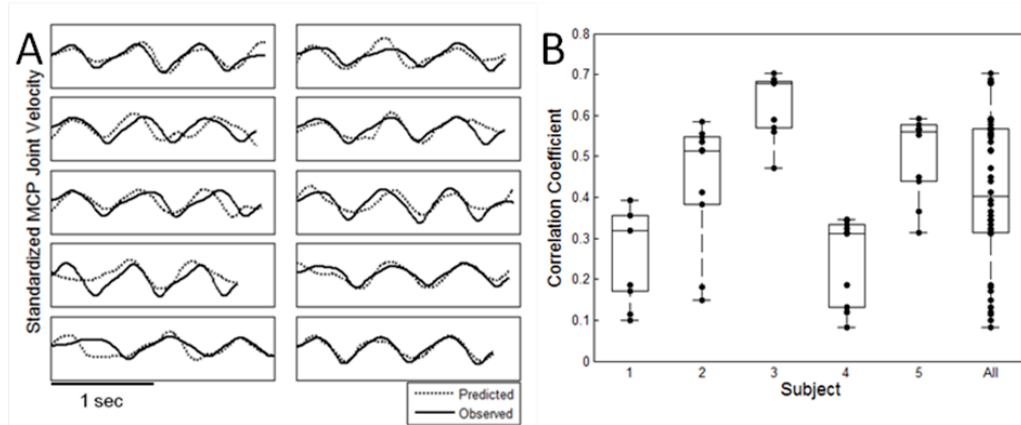 A
Standardized MCP Joint Velocity
1 sec
Predicted
Observed
B
Correlation Coefficient
0.8
0.7
0.6
0.5
0.4
0.3
0.2
0.1
0
1 2 3 4 5 All
Subject